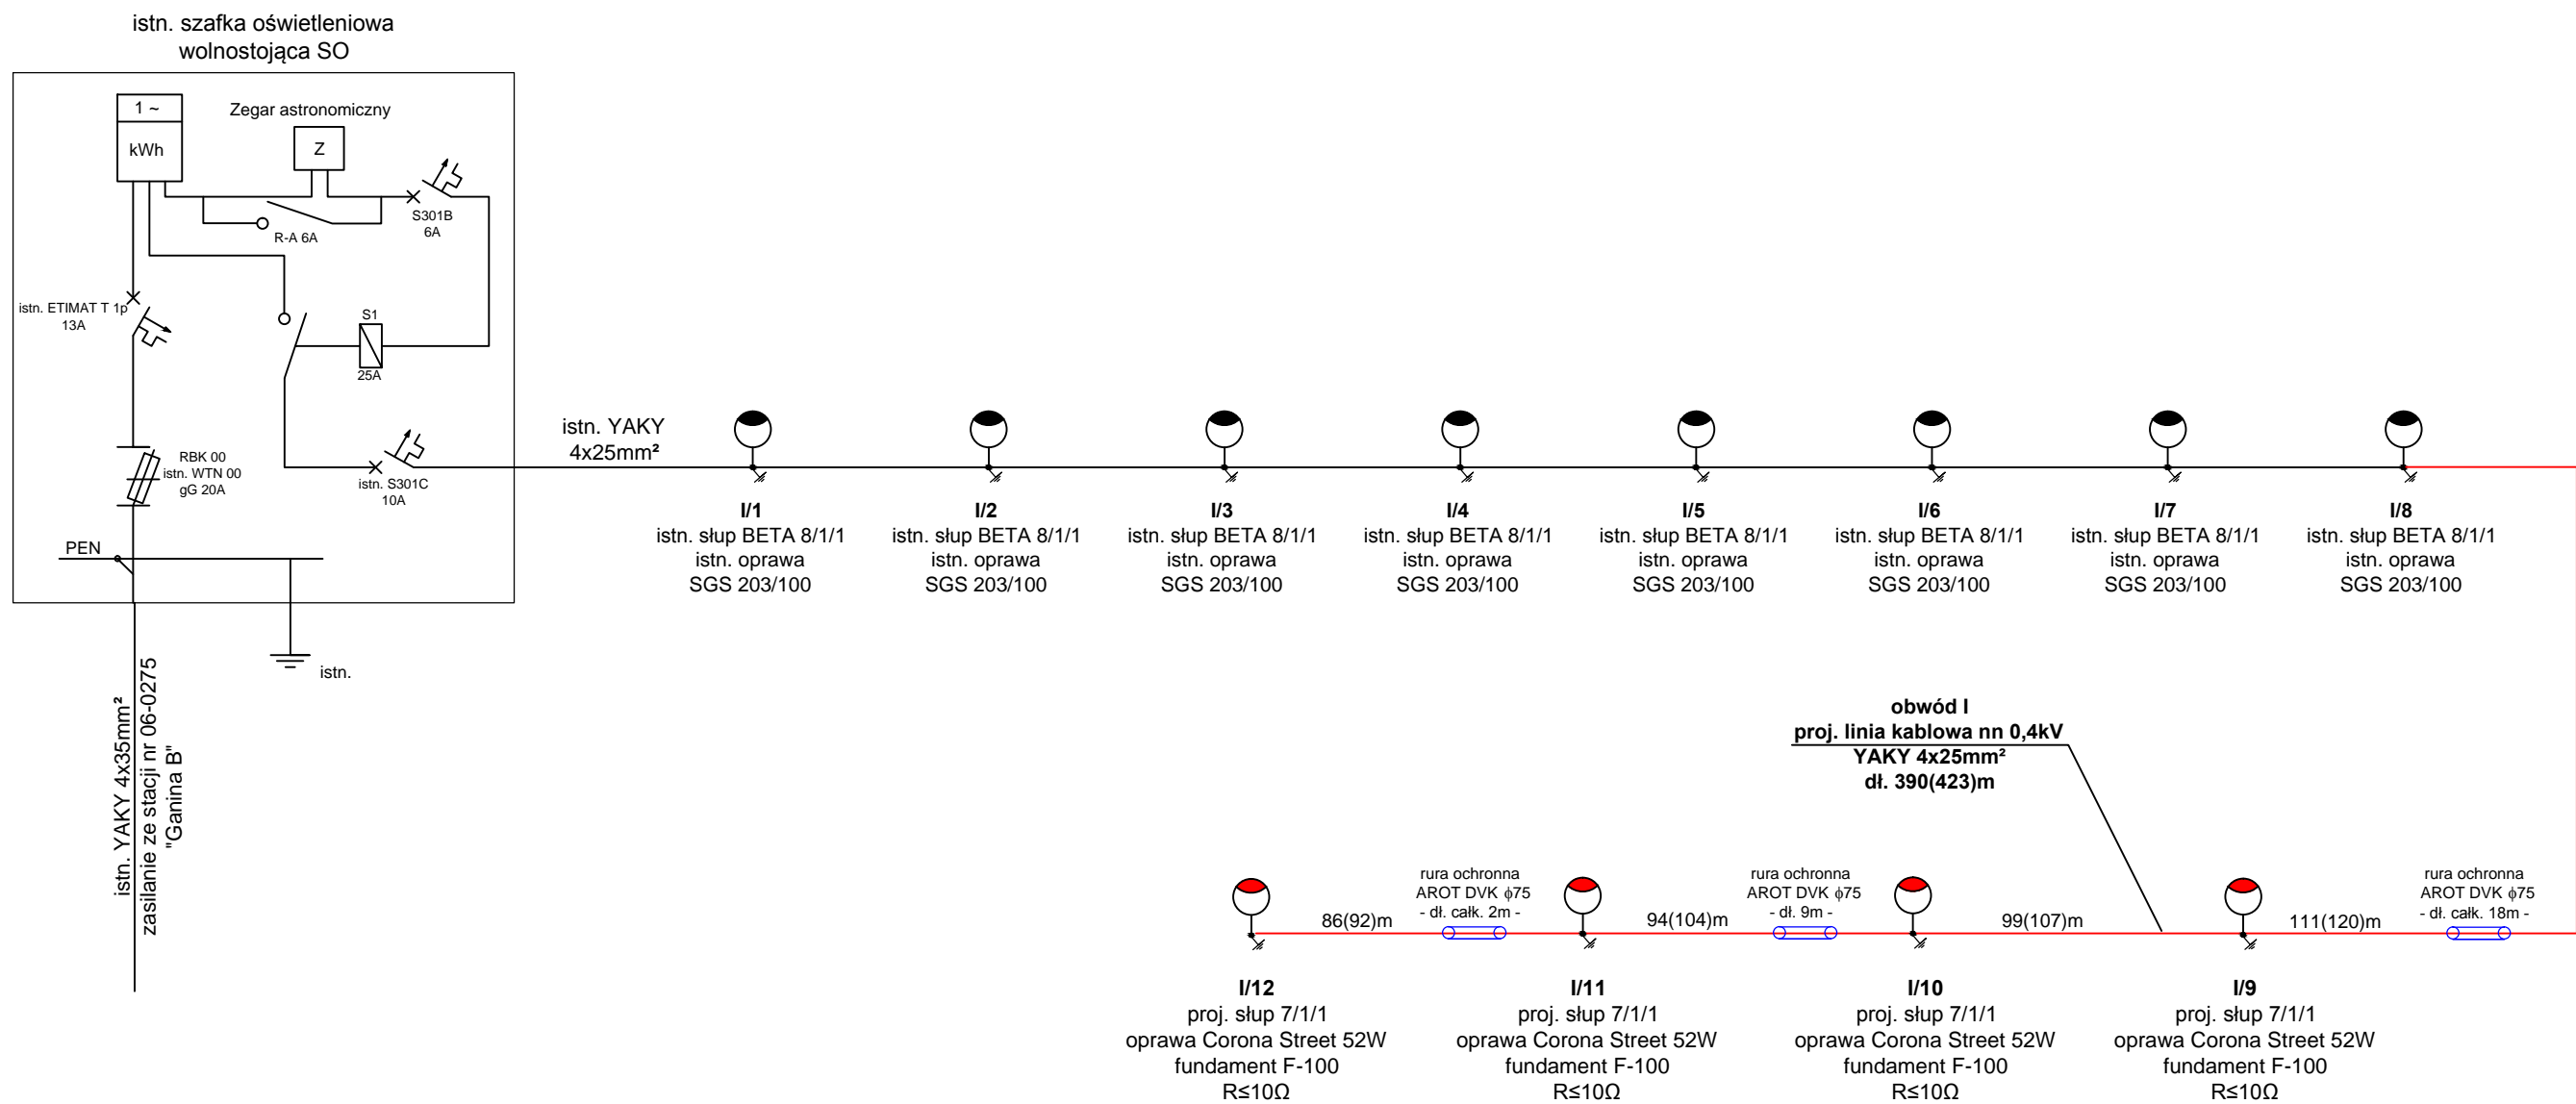 istn. szafka oświetleniowa
wolnostojąca SO
1 ~
kWh
Zegar astronomiczny
Z
S301B
6A
R-A 6A
istn. ETIMAT T 1p
13A
S1
25A
RBK 00
istn. WTN 00
gG 20A
istn. S301C
10A
PEN
istn.
istn. YAKY 4x35mm²
zasilanie ze stacji nr 06-0275
"Ganina B"
istn. YAKY
4x25mm²
I/1
istn. słup BETA 8/1/1
istn. oprawa
SGS 203/100
I/2
istn. słup BETA 8/1/1
istn. oprawa
SGS 203/100
I/3
istn. słup BETA 8/1/1
istn. oprawa
SGS 203/100
I/4
istn. słup BETA 8/1/1
istn. oprawa
SGS 203/100
I/5
istn. słup BETA 8/1/1
istn. oprawa
SGS 203/100
I/6
istn. słup BETA 8/1/1
istn. oprawa
SGS 203/100
I/7
istn. słup BETA 8/1/1
istn. oprawa
SGS 203/100
I/8
istn. słup BETA 8/1/1
istn. oprawa
SGS 203/100
obwód I
proj. linia kablowa nn 0,4kV
YAKY 4x25mm²
dł. 390(423)m
86(92)m
rura ochronna
AROT DVK ϕ75
- dł. całk. 2m -
94(104)m
rura ochronna
AROT DVK ϕ75
- dł. 9m -
99(107)m
111(120)m
rura ochronna
AROT DVK ϕ75
- dł. całk. 18m -
I/12
proj. słup 7/1/1
oprawa Corona Street 52W
fundament F-100
R≤10Ω
I/11
proj. słup 7/1/1
oprawa Corona Street 52W
fundament F-100
R≤10Ω
I/10
proj. słup 7/1/1
oprawa Corona Street 52W
fundament F-100
R≤10Ω
I/9
proj. słup 7/1/1
oprawa Corona Street 52W
fundament F-100
R≤10Ω